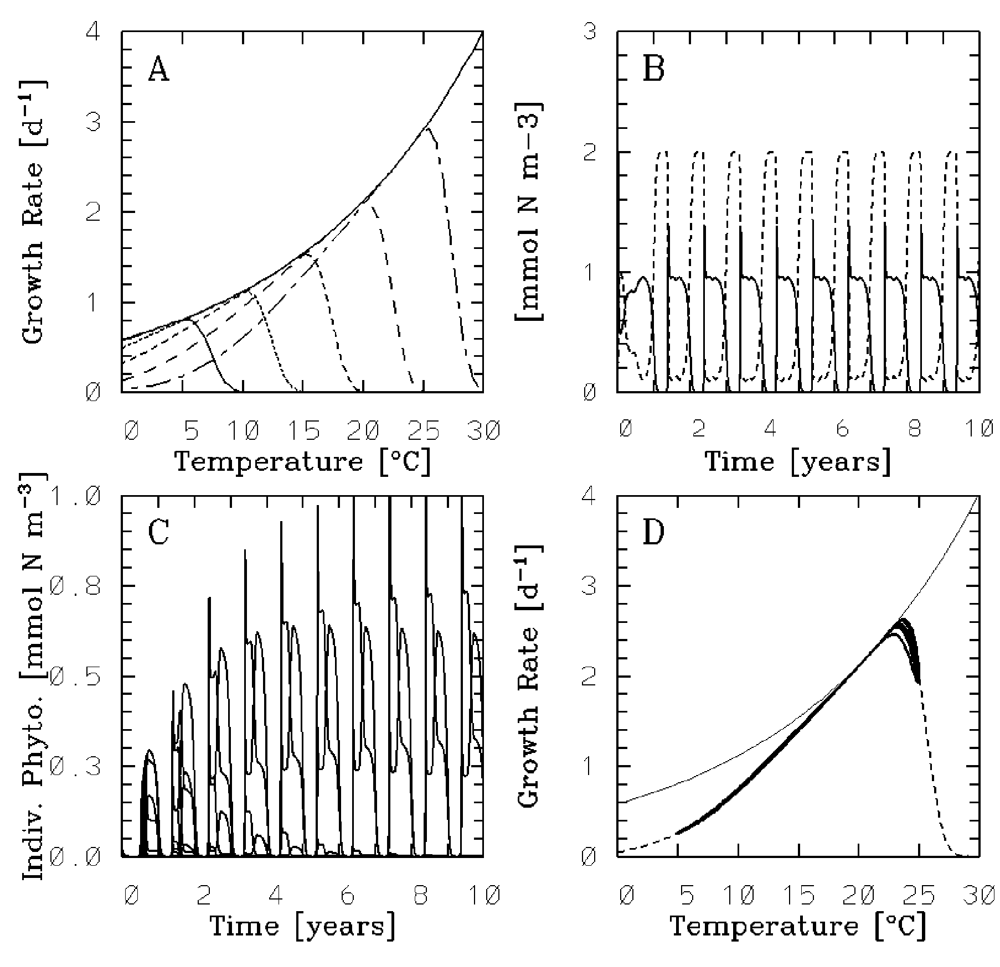 A
Growth Rate [d⁻¹]
4
3
2
1
0
0 5 10 15 20 25 30
Temperature [°C]
B
[mmol N m-3]
3
2
1
0
0 2 4 6 8 10
Time [years]
C
Indiv. Phyto. [mmol N m⁻³]
1.0
0.8
0.5
0.3
0.0
0 2 4 6 8 10
Time [years]
D
Growth Rate [d⁻¹]
4
3
2
1
0
0 5 10 15 20 25 30
Temperature [°C]